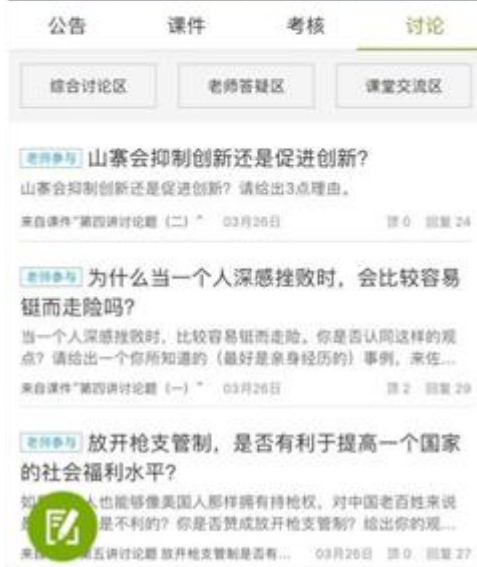 公告 课件 考核 讨论
综合讨论区 老师答疑区 课堂交流区
老师参与 山寨会抑制创新还是促进创新?
山寨会抑制创新还是促进创新? 请给出3点理由。
来自课件"第四讲讨论题 (二) " 03月26日 顶 0 回复 24
老师参与 为什么当一个人深感挫败时, 会比较容易
铤而走险吗?
当一个人深感挫败时, 比较容易铤而走险。你是否认同这样的观
点? 请给出一个你所知道的 (最好是亲身经历的) 事例, 来佐...
来自课件"第四讲讨论题 (一) " 03月26日 顶 2 回复 29
老师参与 放开枪支管制, 是否有利于提高一个国家
的社会福利水平?
人也能够像美国人那样拥有持枪权, 对中国老百姓来说
是不利的? 你是否赞成放开枪支管制? 给出你的观...
第五讲讨论题 放开枪支管制是否有... 03月26日 顶 0 回复 27